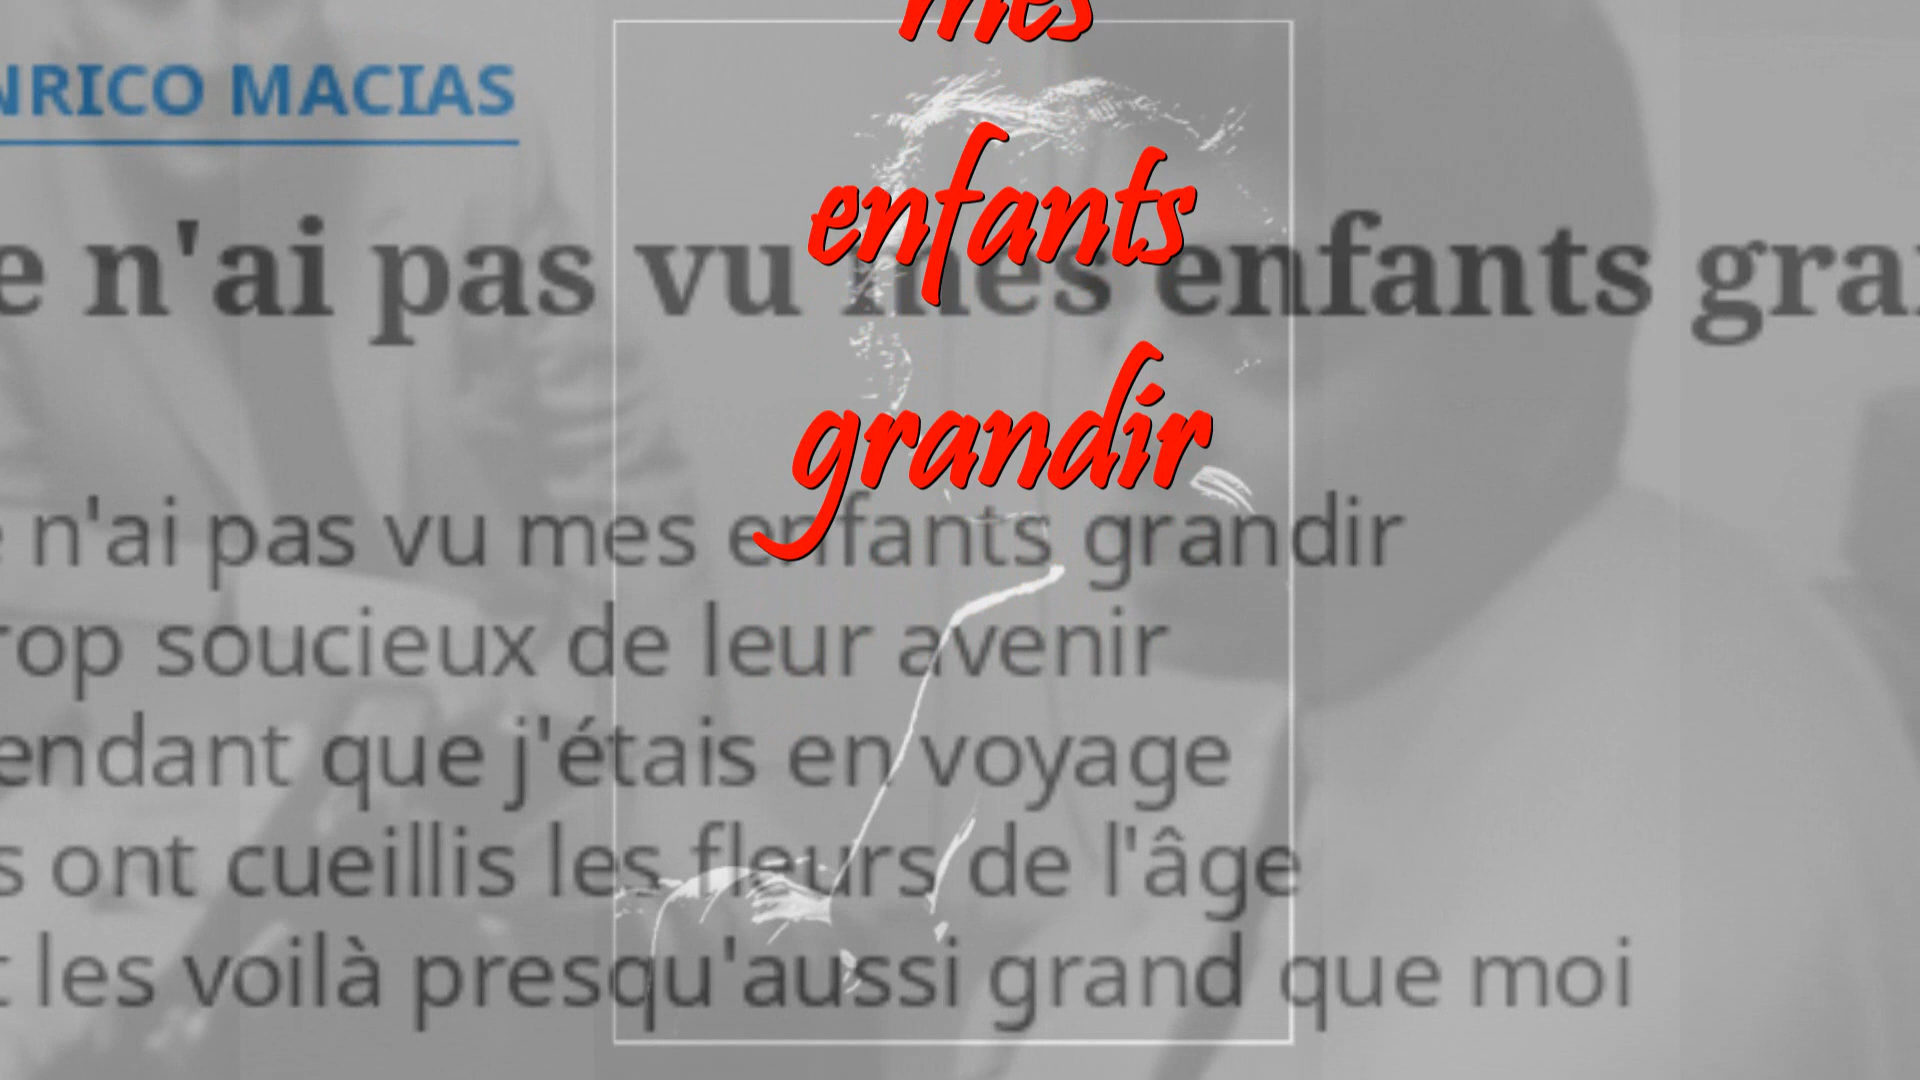 mes
enfants
grandir
NRICO MACIAS
e n'ai pas vu mes enfants gra
n'ai pas vu mes enfants grandir
rop soucieux de leur avenir
endant que j'étais en voyage
s ont cueillis les fleurs de l'âge
t les voilà presqu'aussi grand que moi